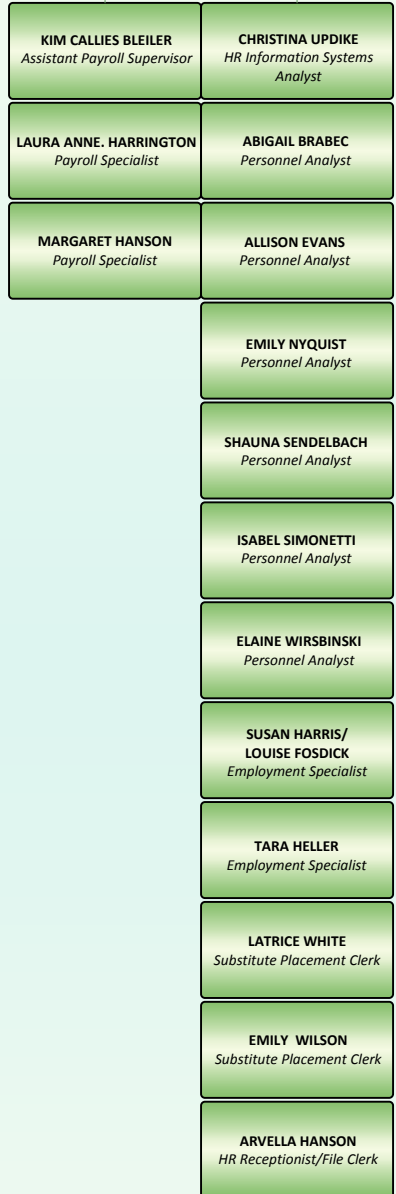 KIM CALLIES BLEILER
Assistant Payroll Supervisor
LAURA ANNE. HARRINGTON
Payroll Specialist
MARGARET HANSON
Payroll Specialist
CHRISTINA UPDIKE
HR Information Systems
Analyst
ABIGAIL BRABEC
Personnel Analyst
ALLISON EVANS
Personnel Analyst
EMILY NYQUIST
Personnel Analyst
SHAUNA SENDELBACH
Personnel Analyst
ISABEL SIMONETTI
Personnel Analyst
ELAINE WIRSBINSKI
Personnel Analyst
SUSAN HARRIS/
LOUISE FOSDICK
Employment Specialist
TARA HELLER
Employment Specialist
LATRICE WHITE
Substitute Placement Clerk
EMILY  WILSON
Substitute Placement Clerk
ARVELLA HANSON
HR Receptionist/File Clerk